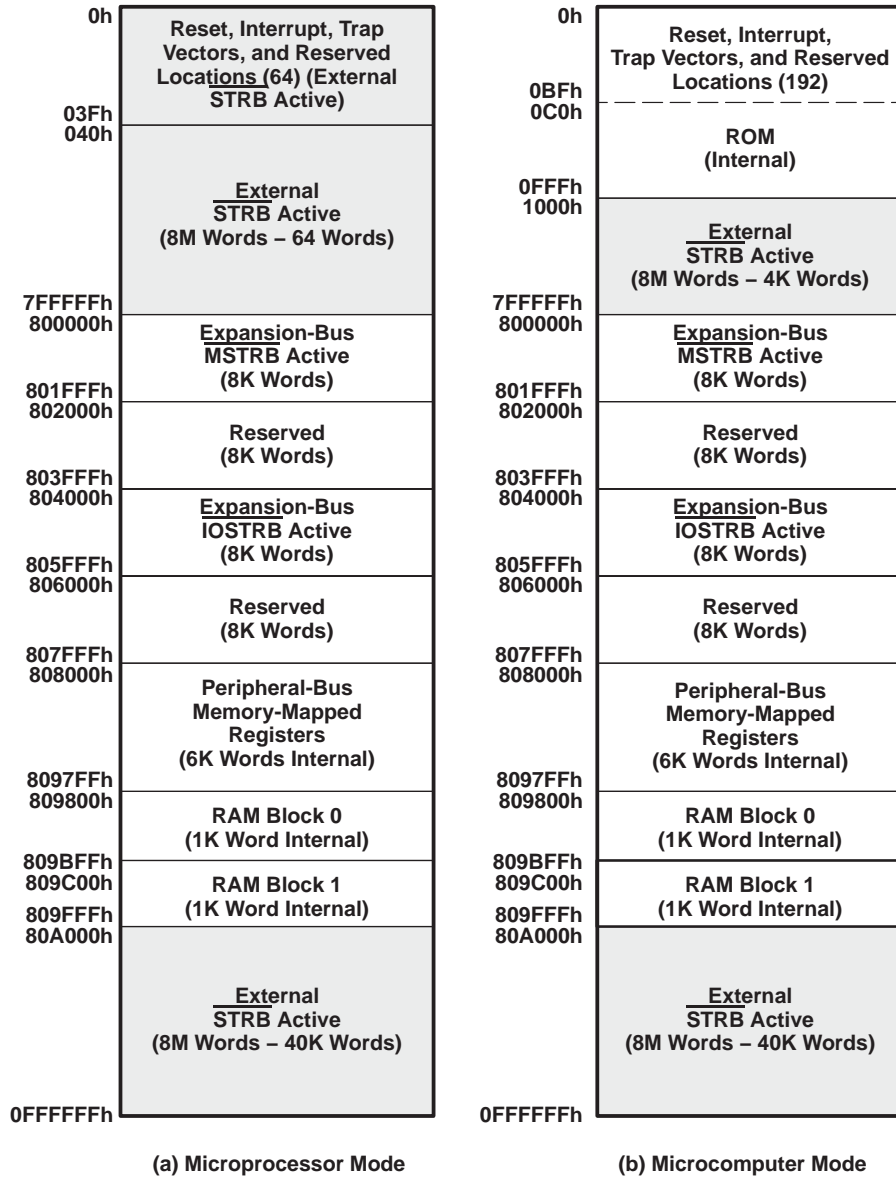 0h
Reset, Interrupt, Trap
Vectors, and Reserved
Locations (64) (External
STRB Active)
03Fh
040h
External
STRB Active
(8M Words – 64 Words)
7FFFFFh
800000h
Expansion-Bus
MSTRB Active
(8K Words)
801FFFh
802000h
Reserved
(8K Words)
803FFFh
804000h
Expansion-Bus
IOSTRB Active
(8K Words)
805FFFh
806000h
Reserved
(8K Words)
807FFFh
808000h
Peripheral-Bus
Memory-Mapped
Registers
(6K Words Internal)
8097FFh
809800h
RAM Block 0
(1K Word Internal)
809BFFh
809C00h
RAM Block 1
(1K Word Internal)
809FFFh
80A000h
External
STRB Active
(8M Words – 40K Words)
0FFFFFFh
(a) Microprocessor Mode
0h
Reset, Interrupt,
Trap Vectors, and Reserved
Locations (192)
0BFh
0C0h
ROM
(Internal)
0FFFh
1000h
External
STRB Active
(8M Words – 4K Words)
7FFFFFh
800000h
Expansion-Bus
MSTRB Active
(8K Words)
801FFFh
802000h
Reserved
(8K Words)
803FFFh
804000h
Expansion-Bus
IOSTRB Active
(8K Words)
805FFFh
806000h
Reserved
(8K Words)
807FFFh
808000h
Peripheral-Bus
Memory-Mapped
Registers
(6K Words Internal)
8097FFh
809800h
RAM Block 0
(1K Word Internal)
809BFFh
809C00h
RAM Block 1
(1K Word Internal)
809FFFh
80A000h
External
STRB Active
(8M Words – 40K Words)
0FFFFFFh
(b) Microcomputer Mode